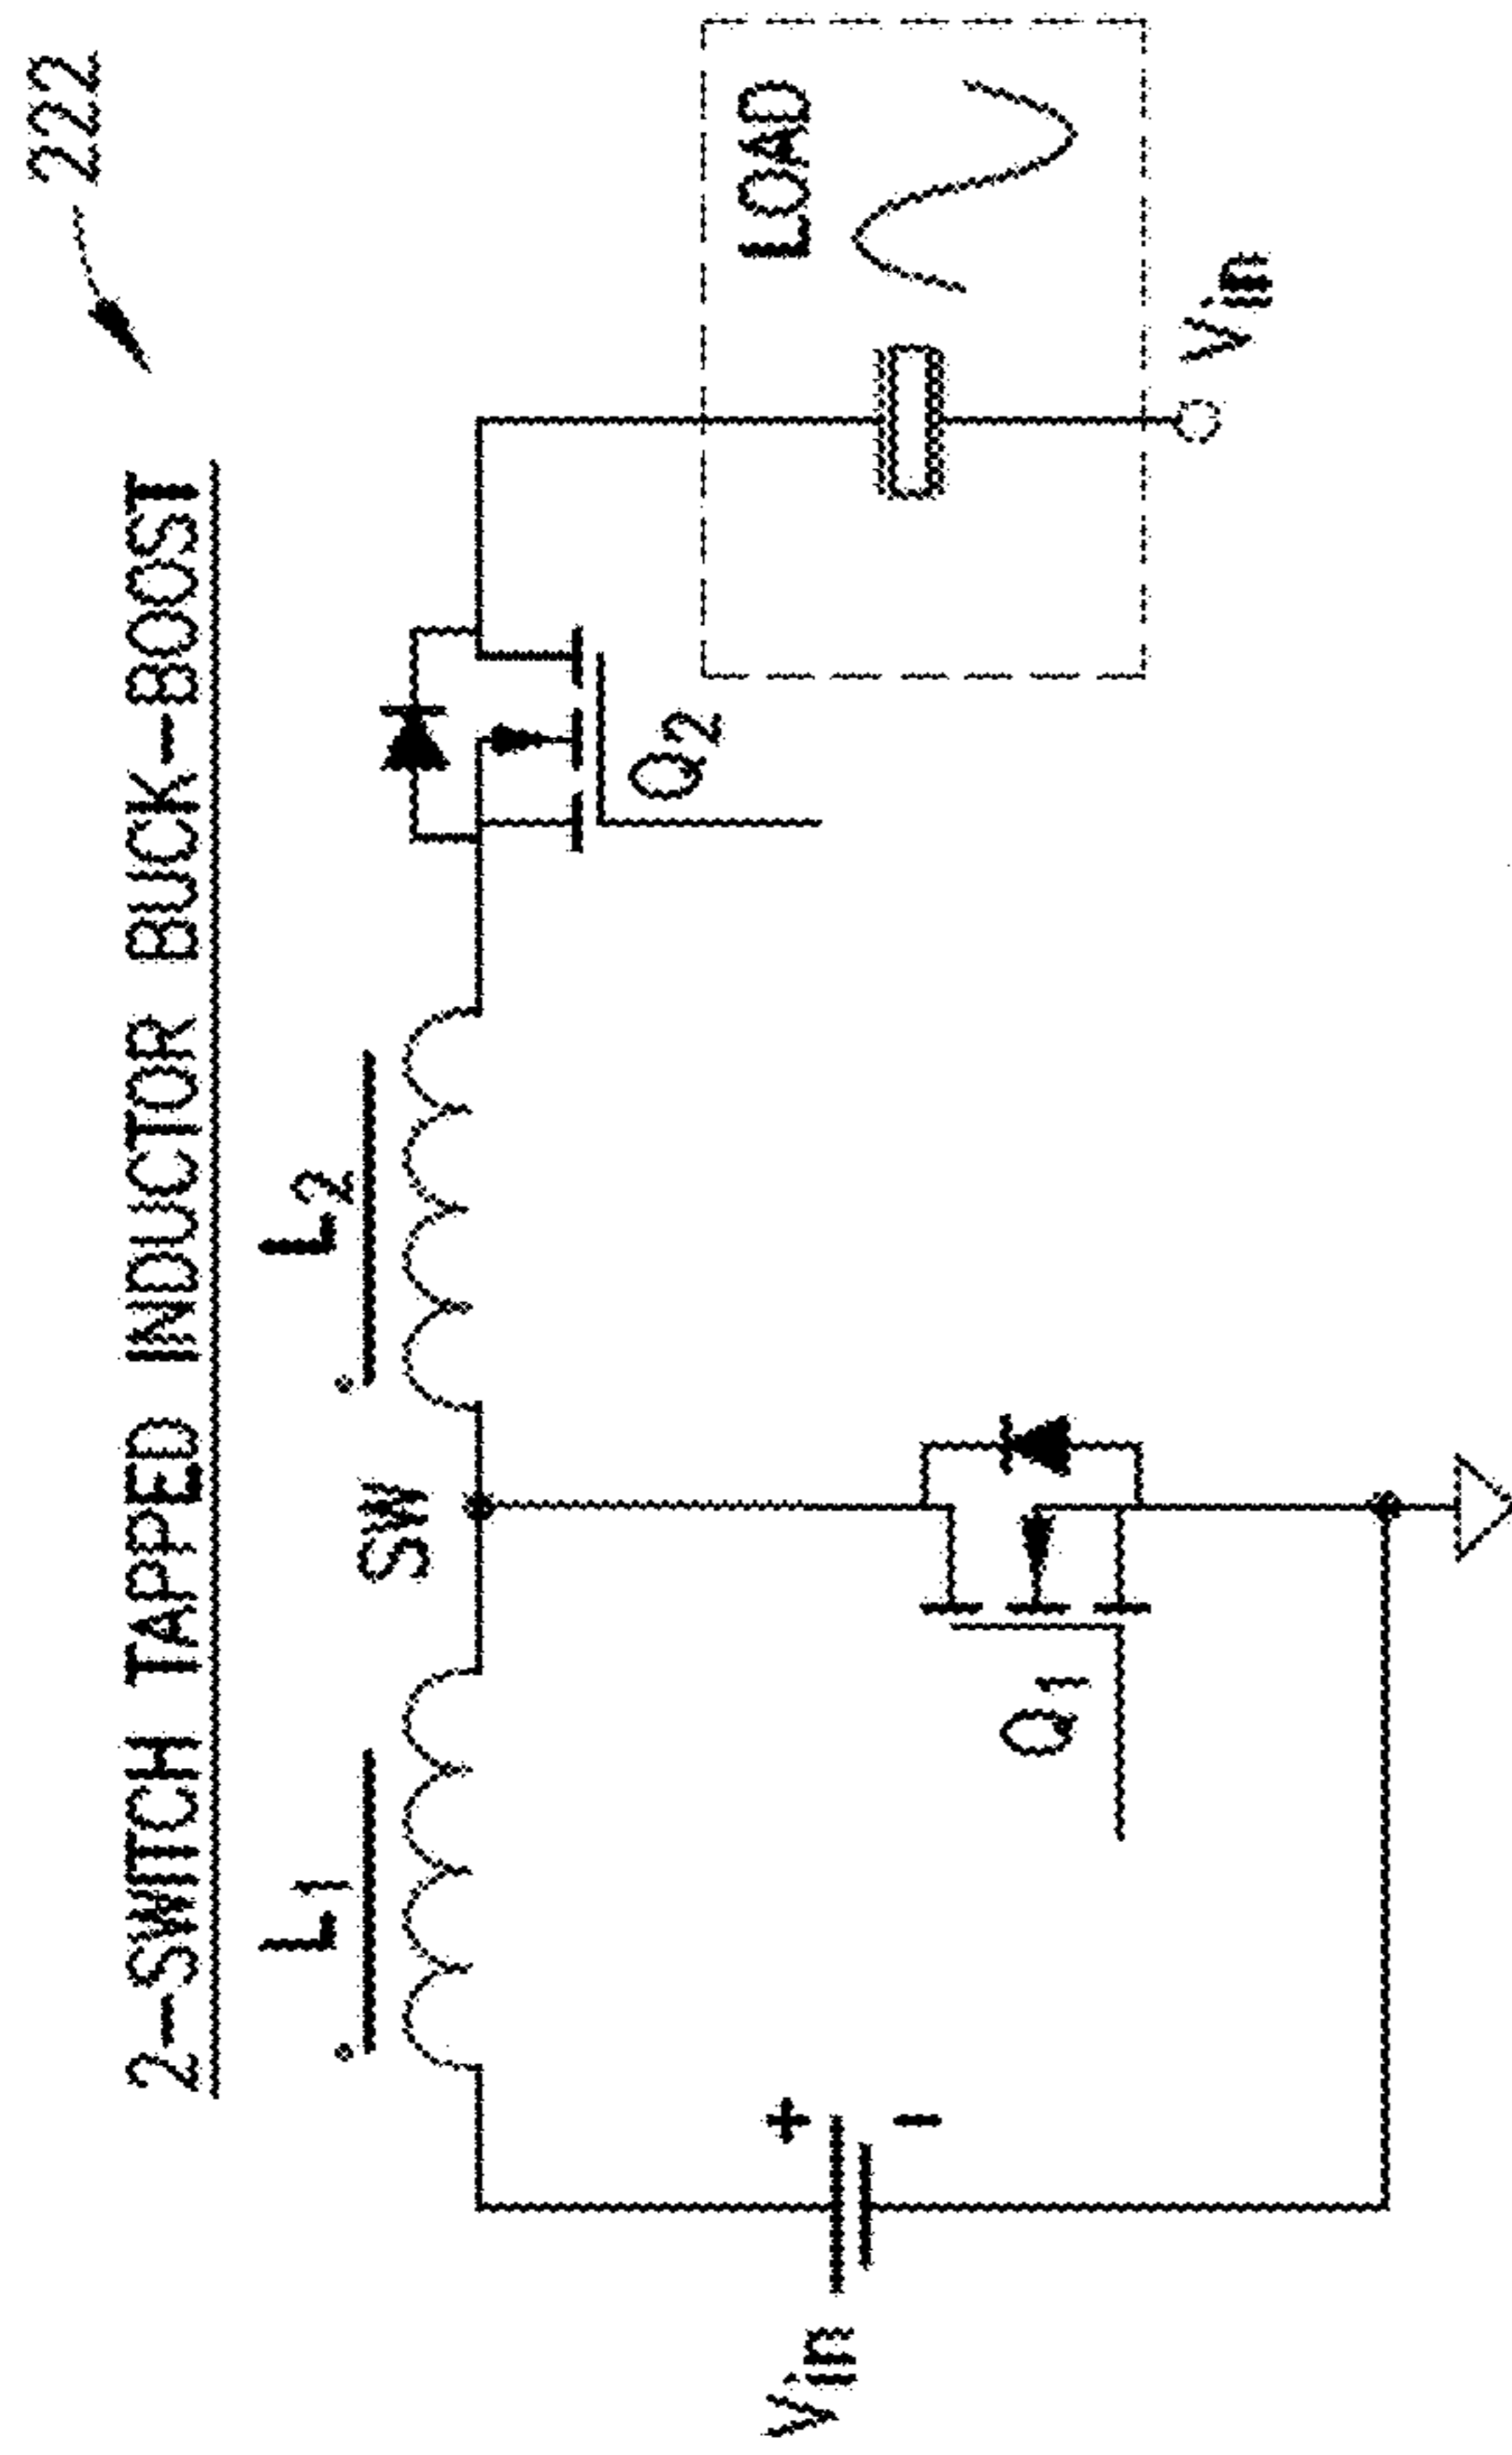 222
2-SWITCH TAPPED INDUCTOR BUCK-BOOST
L1
L2
SW
Q2
LOAD
Vin
+
-
Q1
Vin